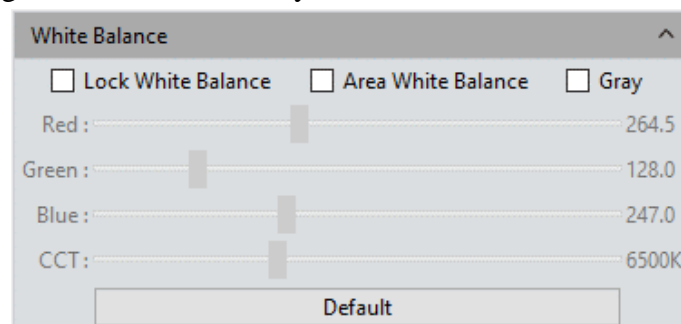 White Balance
Lock White Balance Area White Balance Gray
Red : 264.5
Green : 128.0
Blue : 247.0
CCT : 6500K
Default